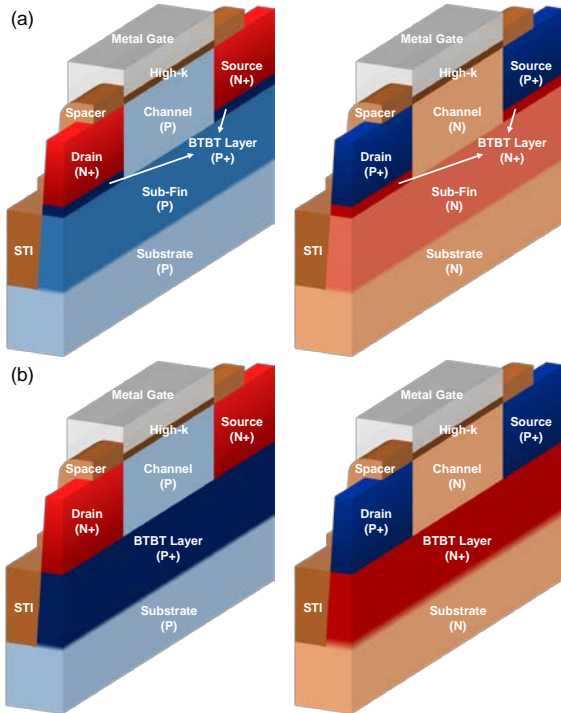 (a)
Metal Gate
High-k
Source
(N+)
Spacer
Channel
(P)
BTBT Layer
(P+)
Drain
(N+)
Sub-Fin
(P)
STI
Substrate
(P)
Metal Gate
High-k
Source
(P+)
Spacer
Channel
(N)
BTBT Layer
(N+)
Drain
(P+)
Sub-Fin
(N)
STI
Substrate
(N)
(b)
Metal Gate
High-k
Source
(N+)
Spacer
Channel
(P)
Drain
(N+)
BTBT Layer
(P+)
STI
Substrate
(P)
Metal Gate
High-k
Source
(P+)
Spacer
Channel
(N)
Drain
(P+)
BTBT Layer
(N+)
STI
Substrate
(N)